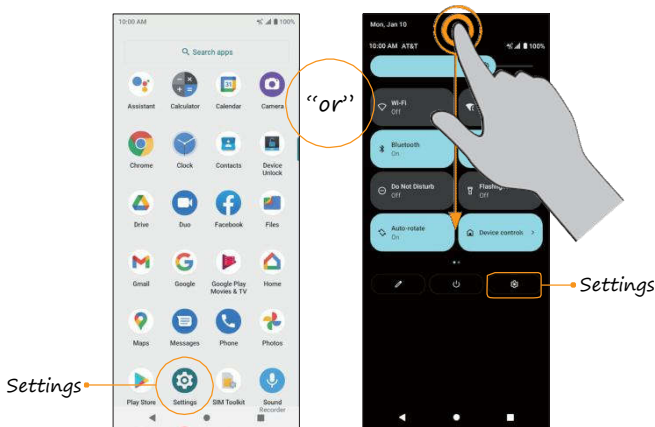 10:00 AM
100%
Search apps
Assistant
Calculator
Calendar
Camera
Chrome
Clock
Contacts
Device
Unlock
Drive
Duo
Facebook
Files
Gmail
Google
Google Play
Movies & TV
Home
Maps
Messages
Phone
Photos
Play Store
Settings
SIM Toolkit
Sound
Recorder
Settings
"or"
Mon, Jan 10
10:00 AM AT&T
100%
Wi-Fi
Off
Bluetooth
On
Do Not Disturb
Off
Off
Auto-rotate
On
Device controls
Settings